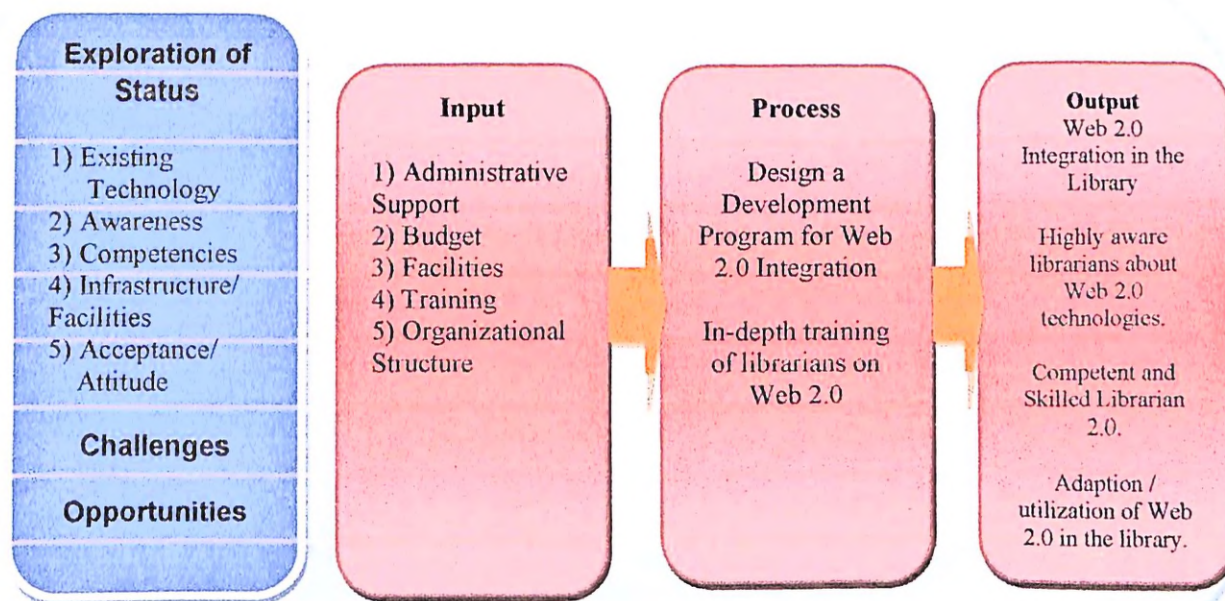 Exploration of
Status
1) Existing
Technology
2) Awareness
3) Competencies
4) Infrastructure/
Facilities
5) Acceptance/
Attitude
Challenges
Opportunities
Input
1) Administrative
Support
2) Budget
3) Facilities
4) Training
5) Organizational
Structure
Process
Design a
Development
Program for Web
2.0 Integration
In-depth training
of librarians on
Web 2.0
Output
Web 2.0
Integration in the
Library
Highly aware
librarians about
Web 2.0
technologies.
Competent and
Skilled Librarian
2.0.
Adaption /
utilization of Web
2.0 in the library.